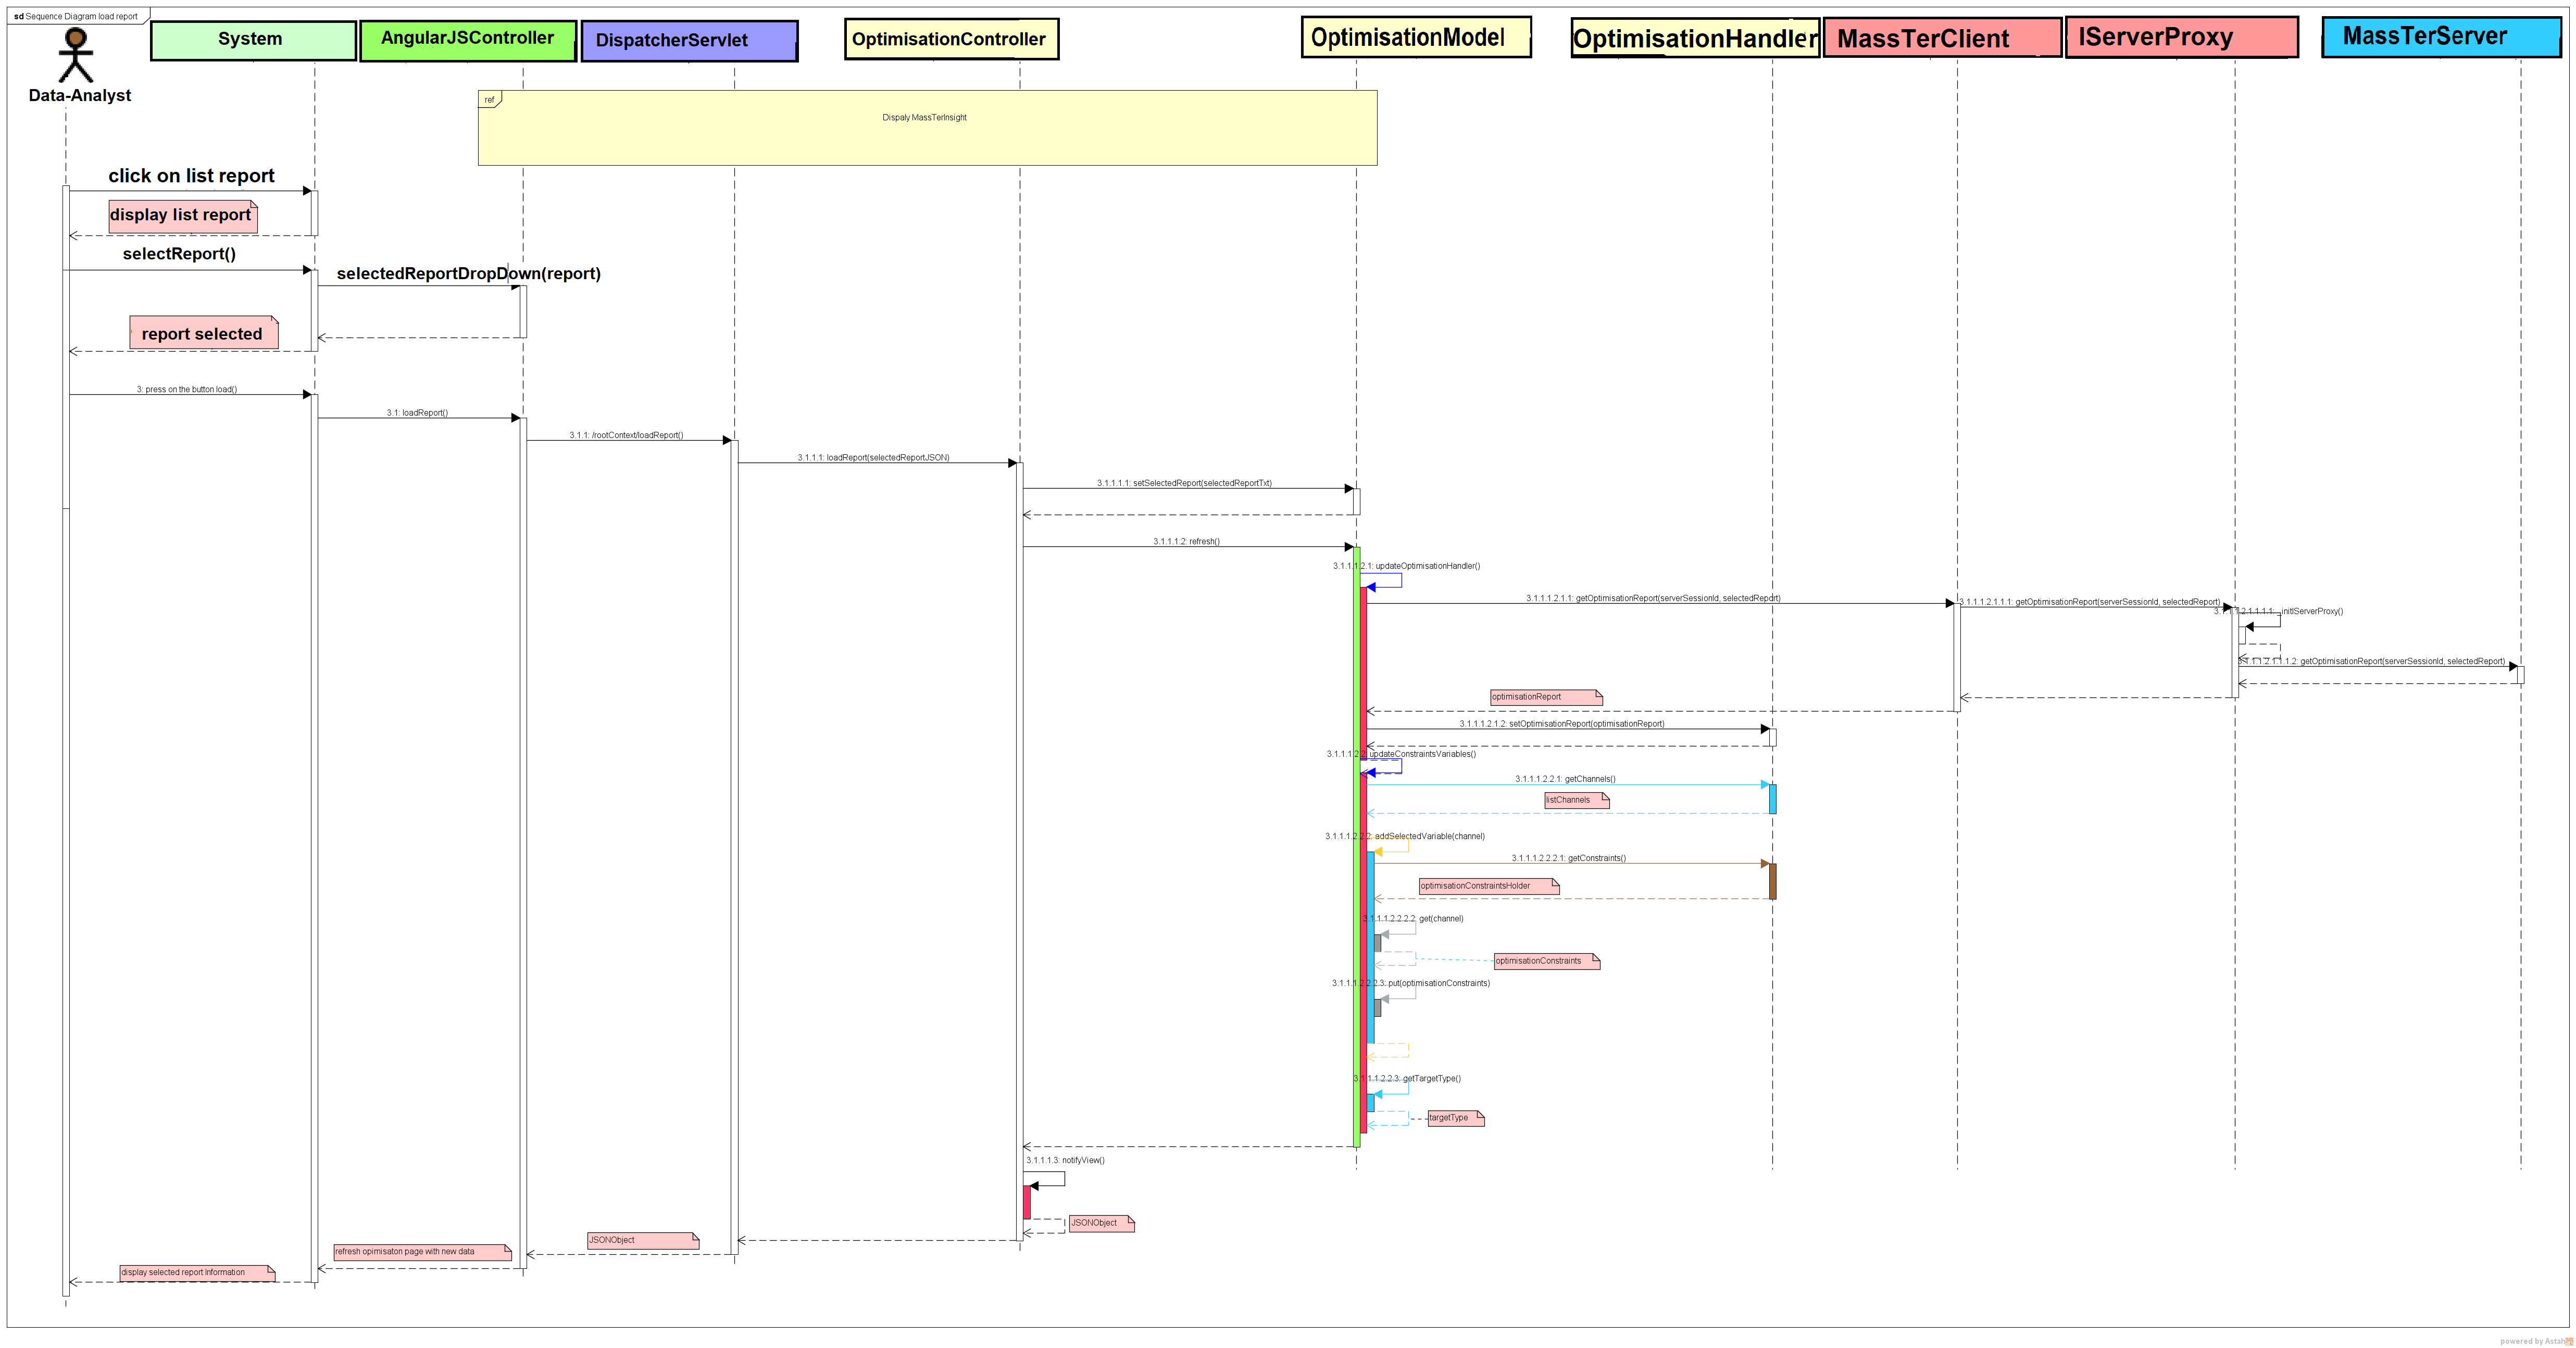 sd Sequence Diagram load report
Data-Analyst
System
AngularJSController
DispatcherServlet
OptimisationController
OptimisationModel
OptimisationHandler
MassTerClient
IServerProxy
MassTerServer
ref
Dispaly MassTerInsight
click on list report
display list report
selectReport()
selectedReportDropDown(report)
report selected
3: press on the button load()
3.1: loadReport()
3.1.1: /rootContext/loadReport()
3.1.1.1: loadReport(selectedReportJSON)
3.1.1.1.1: setSelectedReport(selectedReportTxt)
3.1.1.1.2: refresh()
3.1.1.1.2.1: updateOptimisationHandler()
3.1.1.1.2.1.1: getOptimisationReport(serverSessionId, selectedReport)
3.1.1.1.2.1.1.1: getOptimisationReport(serverSessionId, selectedReport)
3.1.1.1.2.1.1.1.1: initIServerProxy()
3.1.1.1.2.1.1.1.2: getOptimisationReport(serverSessionId, selectedReport)
optimisationReport
3.1.1.1.2.1.2: setOptimisationReport(optimisationReport)
3.1.1.1.2.2: updateConstraintsVariables()
3.1.1.1.2.2.1: getChannels()
listChannels
3.1.1.1.2.2.2: addSelectedVariable(channel)
3.1.1.1.2.2.2.1: getConstraints()
optimisationConstraintsHolder
3.1.1.1.2.2.2.2: get(channel)
optimisationConstraints
3.1.1.1.2.2.2.3: put(optimisationConstraints)
3.1.1.1.2.2.3: getTargetType()
targetType
3.1.1.1.3: notifyView()
JSONObject
JSONObject
refresh opimisaton page with new data
display selected report Information
powered by Astah